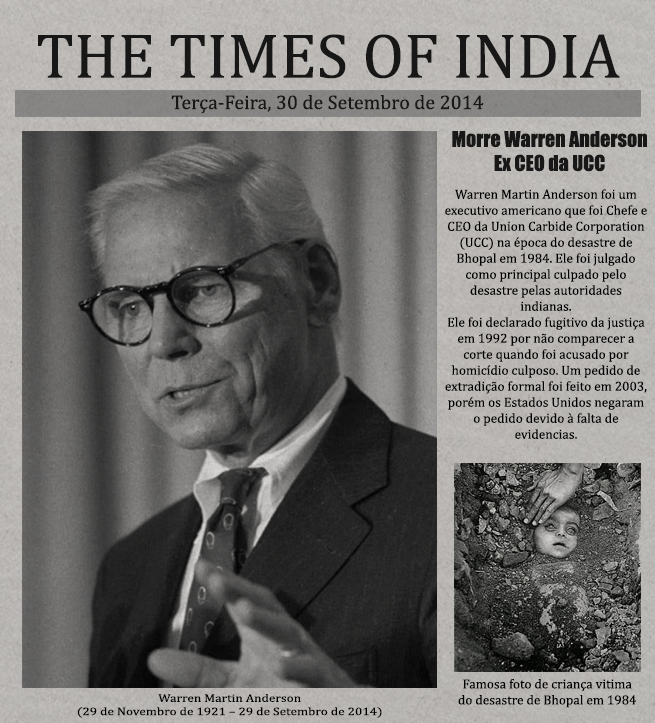 THE TIMES OF INDIA
Terça-Feira, 30 de Setembro de 2014
Morre Warren Anderson
Ex CEO da UCC
Warren Martin Anderson foi um
executivo americano que foi Chefe e
CEO da Union Carbide Corporation
(UCC) na época do desastre de
Bhopal em 1984. Ele foi julgado
como principal culpado pelo
desastre pelas autoridades
indianas.
Ele foi declarado fugitivo da justiça
em 1992 por não comparecer a
corte quando foi acusado por
homicídio culposo. Um pedido de
extradição formal foi feito em 2003,
porém os Estados Unidos negaram
o pedido devido à falta de
evidencias.
Warren Martin Anderson
(29 de Novembro de 1921 – 29 de Setembro de 2014)
Famosa foto de criança vitima
do desastre de Bhopal em 1984